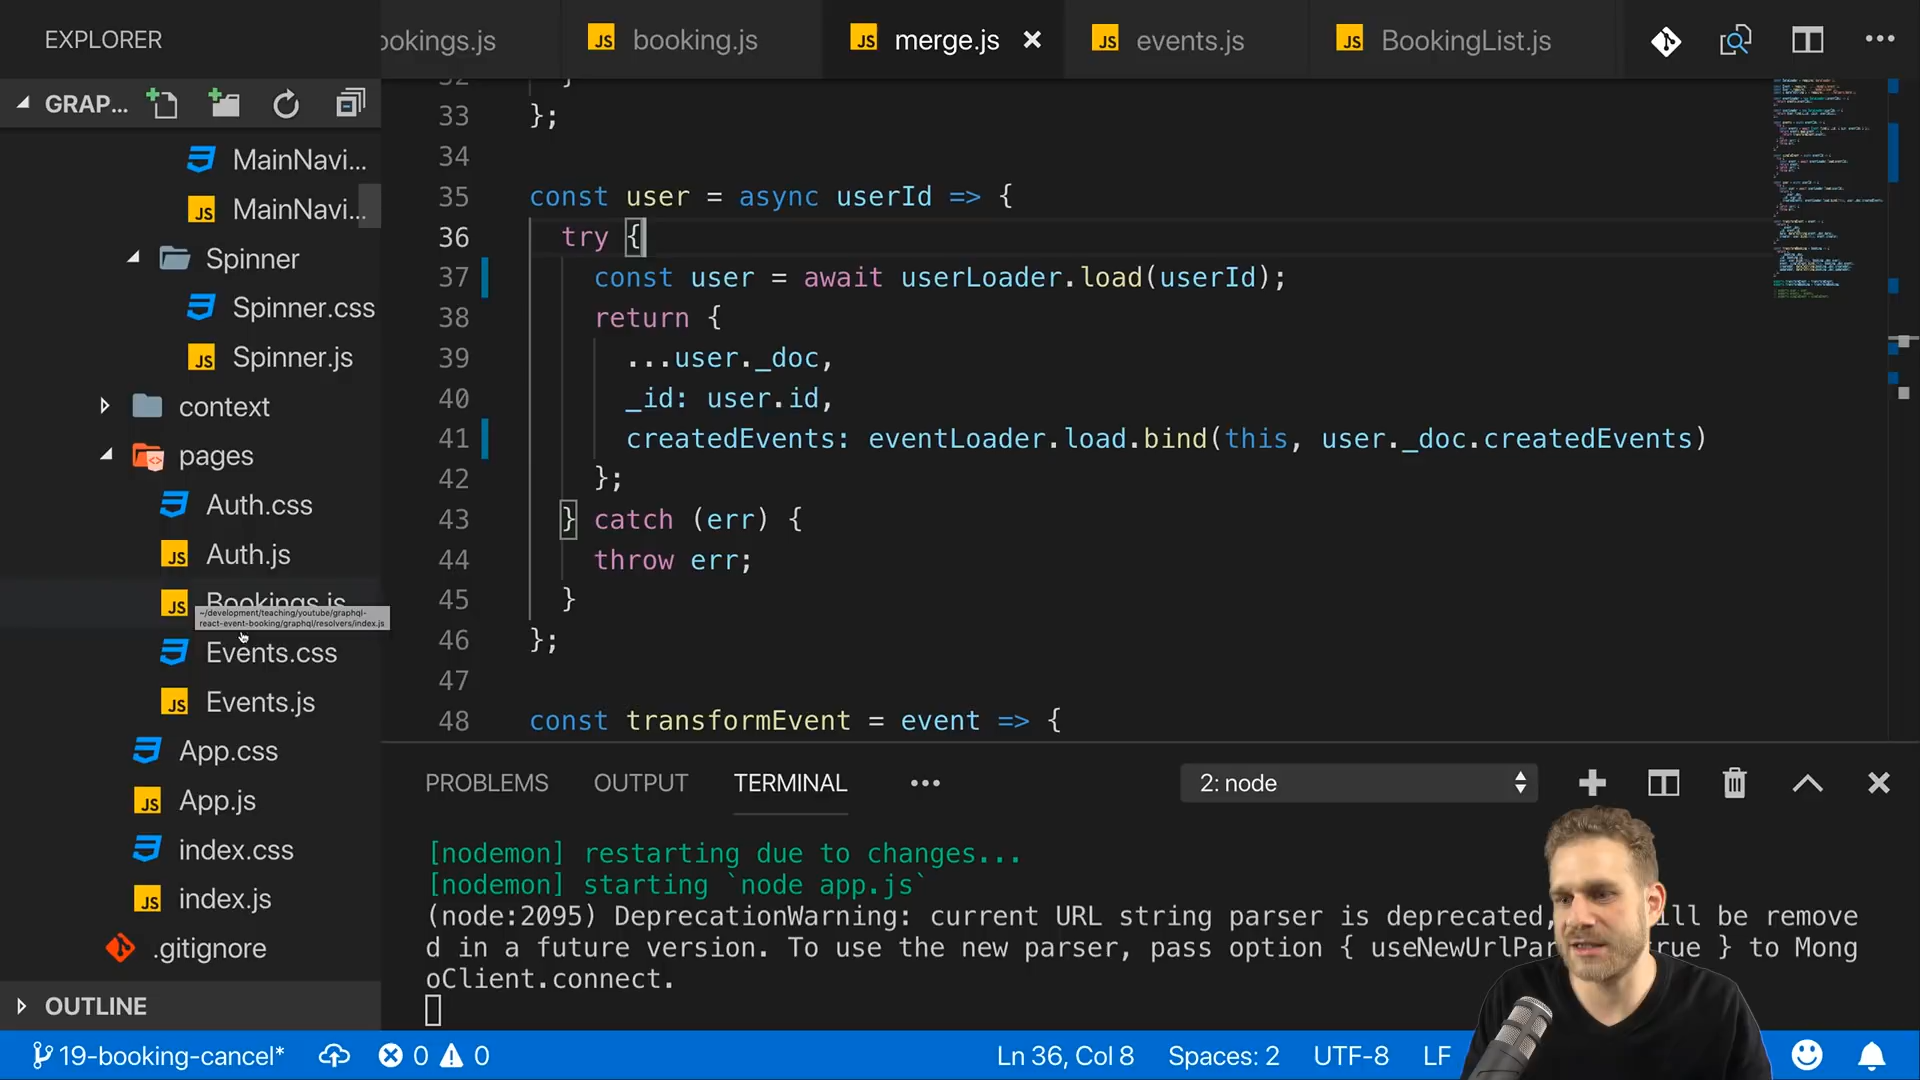 EXPLORER
ookings.js
booking.js
merge.js
events.js
BookingList.js
GRAP...
MainNavi...
MainNavi...
Spinner
Spinner.css
Spinner.js
context
pages
Auth.css
Auth.js
Bookings.js
~/development/teaching/youtube/graphql-
react-event-booking/graphql/resolvers/index.js
Events.css
Events.js
App.css
App.js
index.css
index.js
.gitignore
OUTLINE
32 }
33 };
34
35 const user = async userId => {
36 try {
37 const user = await userLoader.load(userId);
38 return {
39 ...user._doc,
40 _id: user.id,
41 createdEvents: eventLoader.load.bind(this, user._doc.createdEvents)
42 };
43 } catch (err) {
44 throw err;
45 }
46 };
47
48 const transformEvent = event => {
PROBLEMS OUTPUT TERMINAL ...
2: node
[nodemon] restarting due to changes...
[nodemon] starting `node app.js`
(node:2095) DeprecationWarning: current URL string parser is deprecated, ill be remove
d in a future version. To use the new parser, pass option { useNewUrlPar rue } to Mong
oClient.connect.
19-booking-cancel* 0 0 Ln 36, Col 8 Spaces: 2 UTF-8 LF